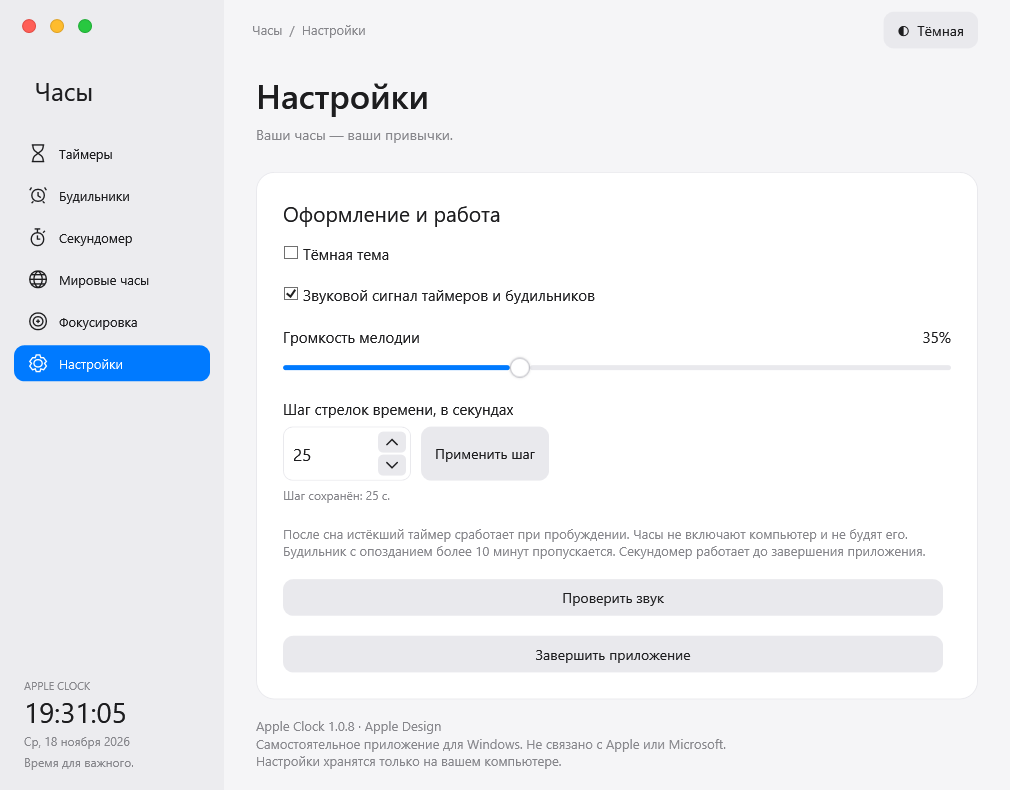 Часы / Настройки
Тёмная
Часы
Таймеры
Будильники
Секундомер
Мировые часы
Фокусировка
Настройки
APPLE CLOCK
19:31:05
Ср, 18 ноября 2026
Время для важного.
Настройки
Ваши часы — ваши привычки.
Оформление и работа
Тёмная тема
Звуковой сигнал таймеров и будильников
Громкость мелодии 35%
Шаг стрелок времени, в секундах
25 Применить шаг
Шаг сохранён: 25 с.
После сна истёкший таймер сработает при пробуждении. Часы не включают компьютер и не будят его.
Будильник с опозданием более 10 минут пропускается. Секундомер работает до завершения приложения.
Проверить звук
Завершить приложение
Apple Clock 1.0.8 · Apple Design
Самостоятельное приложение для Windows. Не связано с Apple или Microsoft.
Настройки хранятся только на вашем компьютере.